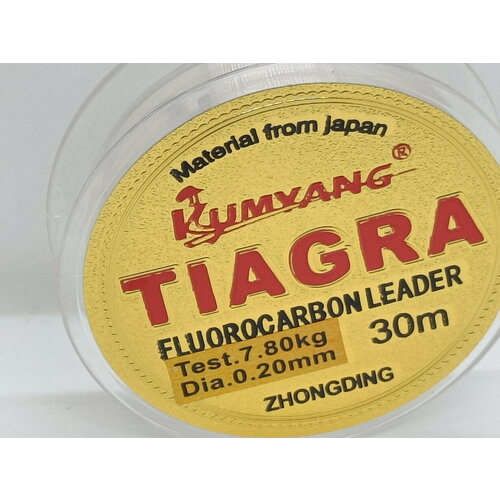 Material from japan
KUMYANG®
TIAGRA
FLUOROCARBON LEADER
Test.7.80kg
Dia.0.20mm
30m
ZHONGDING